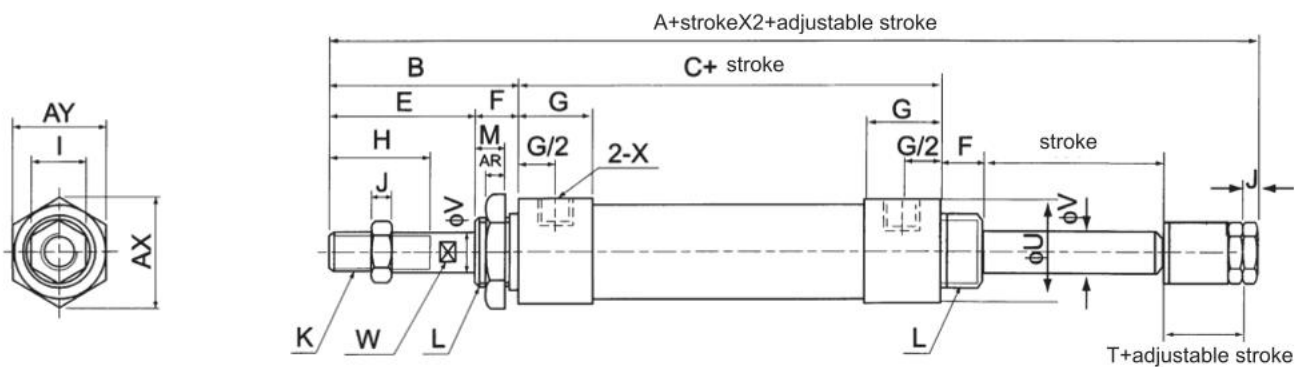 A+strokeX2+adjustable stroke
B
C+ stroke
AY
E
F
G
G
I
H
M
G/2
G/2
F
stroke
AR
2-X
J
J
φV
φV
AX
φU
K
W
L
L
T+adjustable stroke